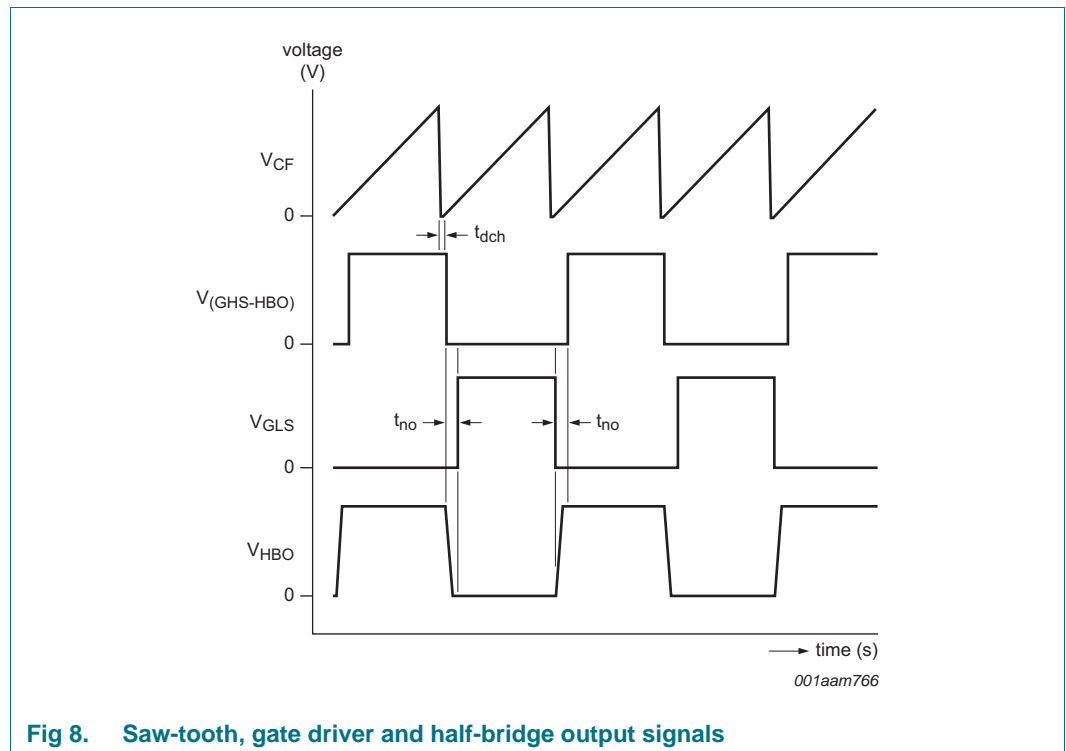 voltage
(V)
VCF
0
tdch
V(GHS-HBO)
0
VGLS
tno
tno
0
VHBO
0
time (s)
001aam766
Fig 8. Saw-tooth, gate driver and half-bridge output signals